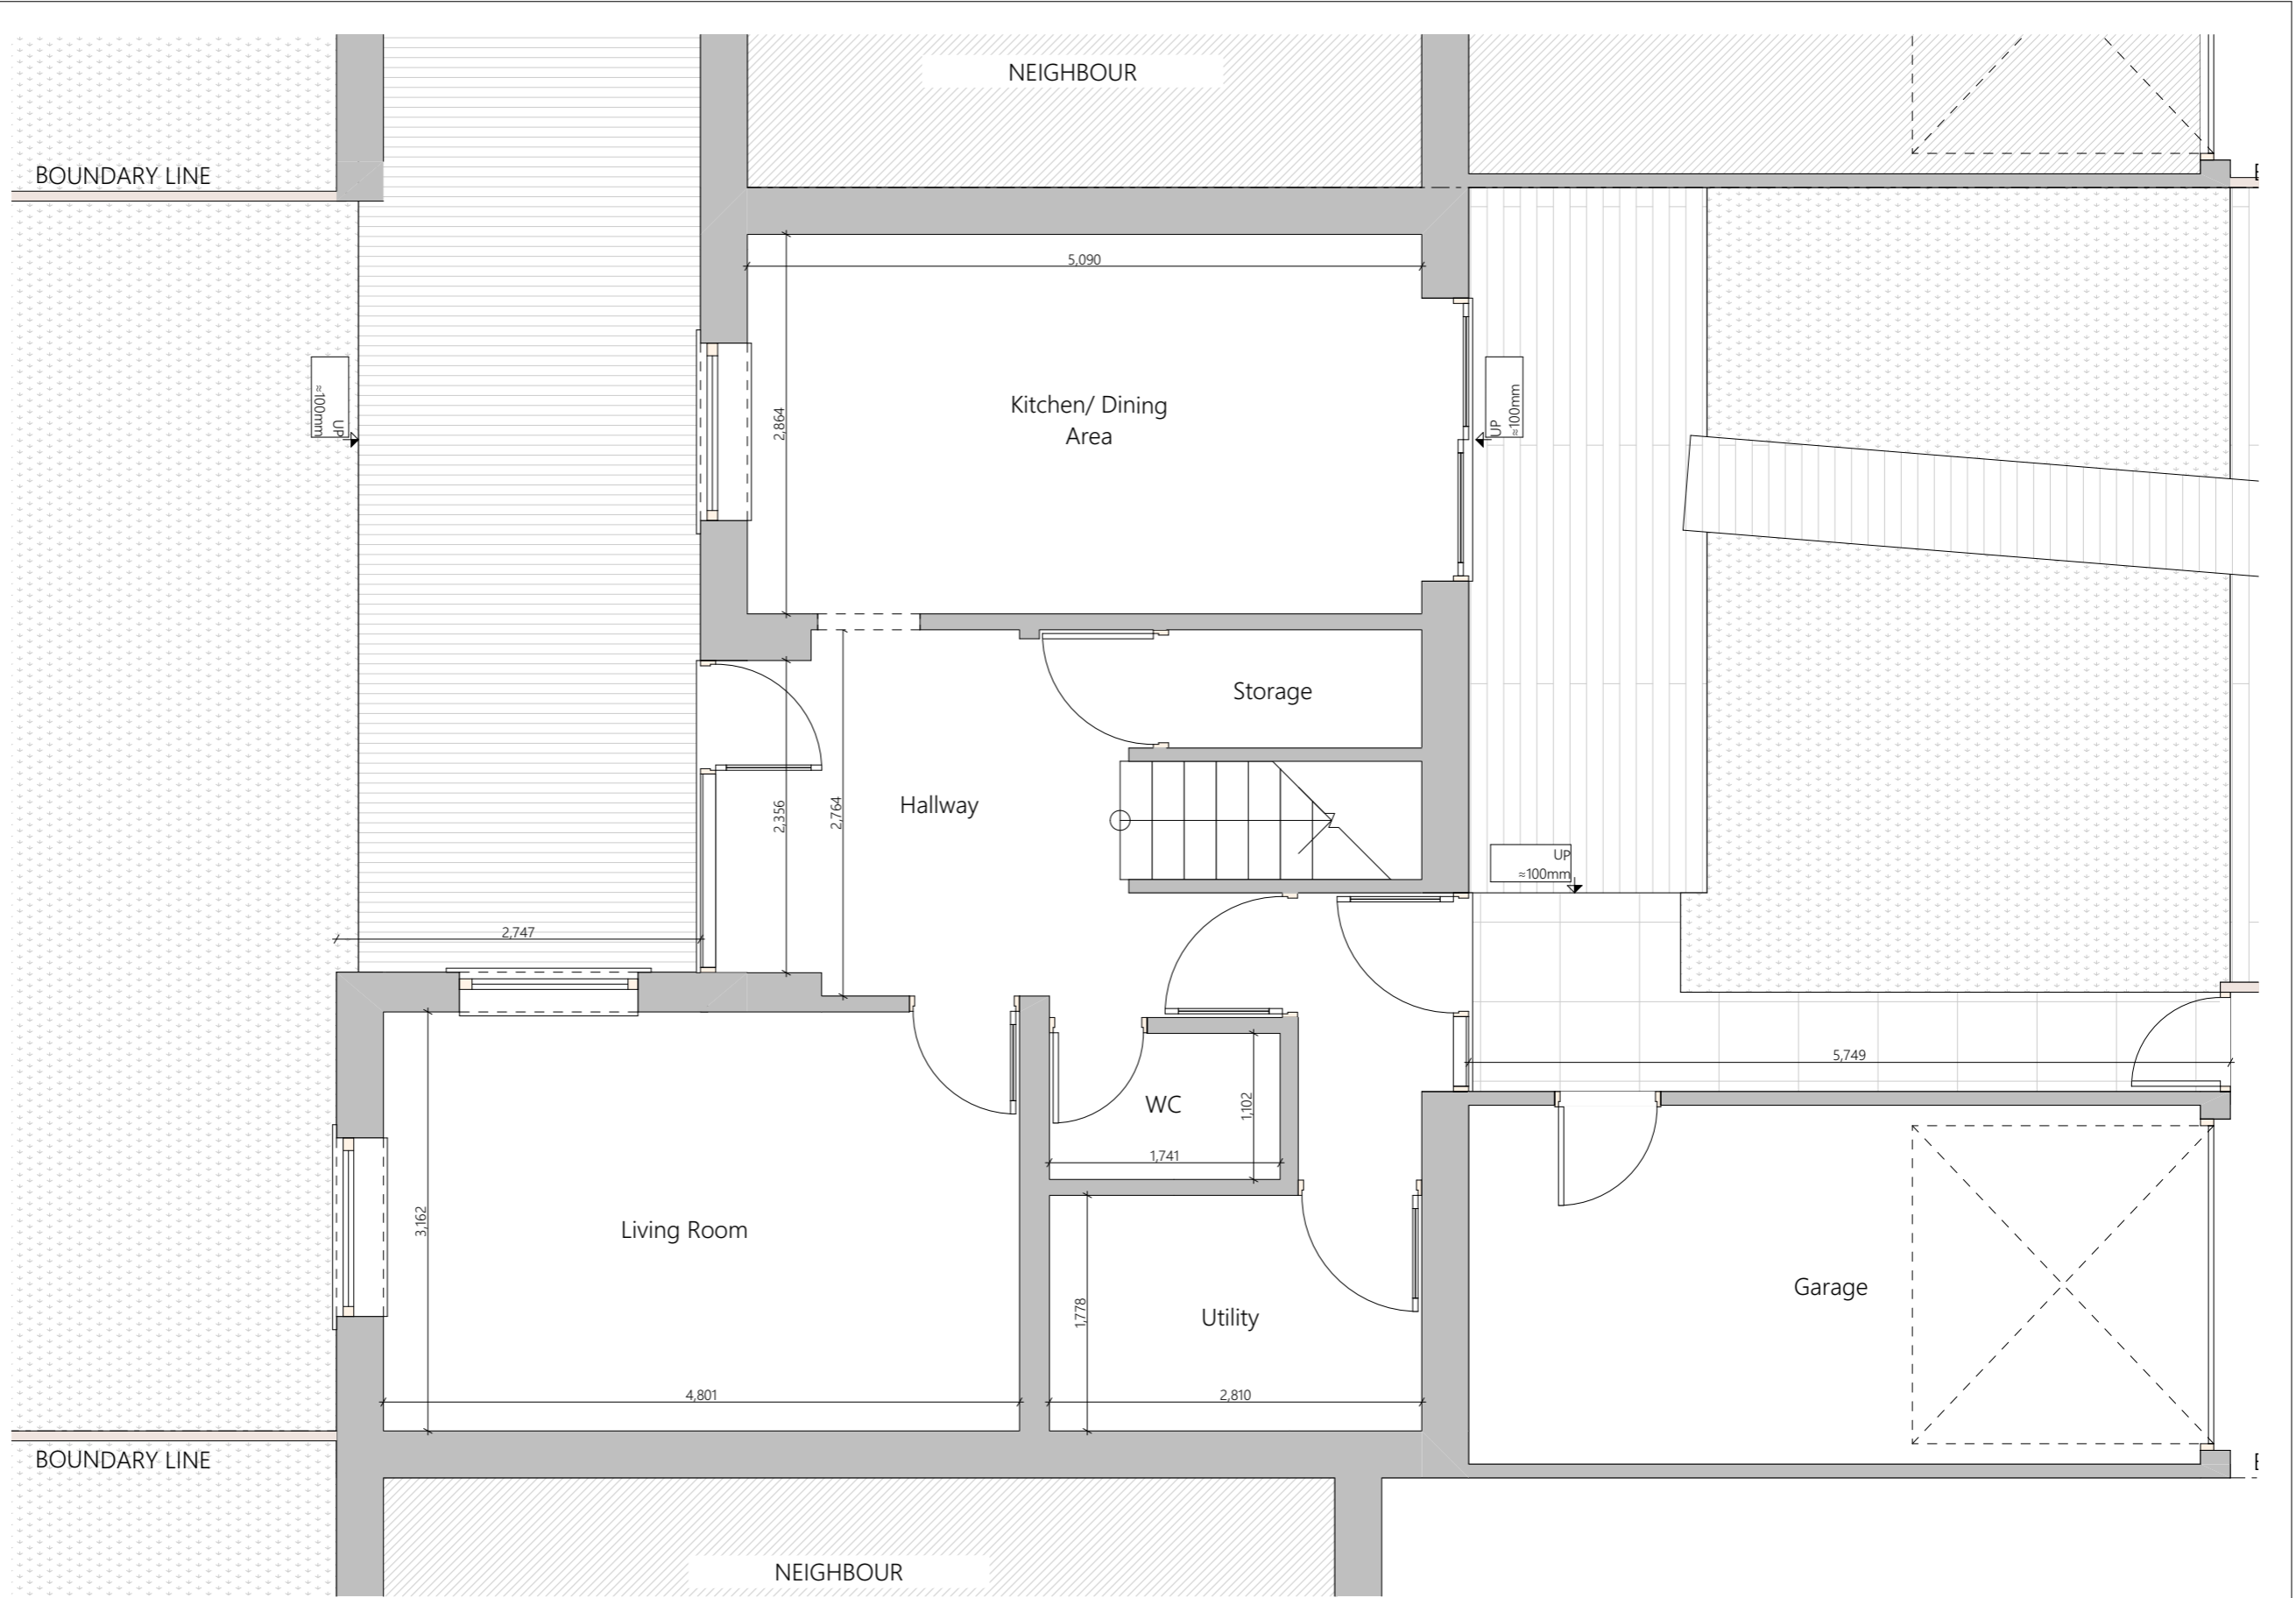 NEIGHBOUR
BOUNDARY LINE
5,090
UP
≈100mm
2,864
Kitchen/ Dining
Area
UP
≈100mm
Storage
Hallway
2,356
2,764
UP
≈100mm
2,747
5,749
WC
1,102
1,741
3,162
Living Room
Garage
Utility
1,778
4,801
2,810
BOUNDARY LINE
NEIGHBOUR